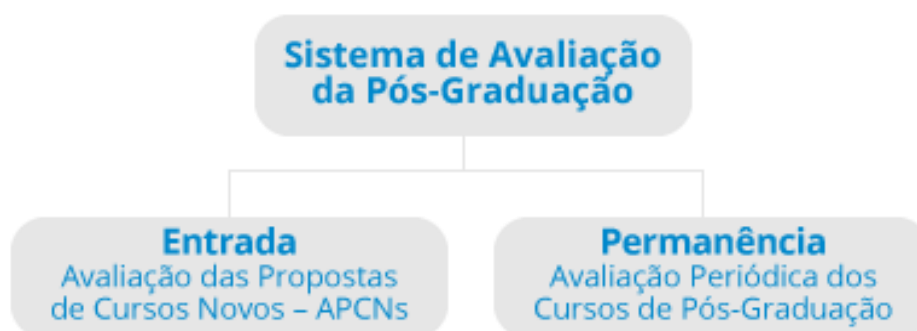 Sistema de Avaliação
da Pós-Graduação
Entrada
Avaliação das Propostas
de Cursos Novos – APCNs
Permanência
Avaliação Periódica dos
Cursos de Pós-Graduação